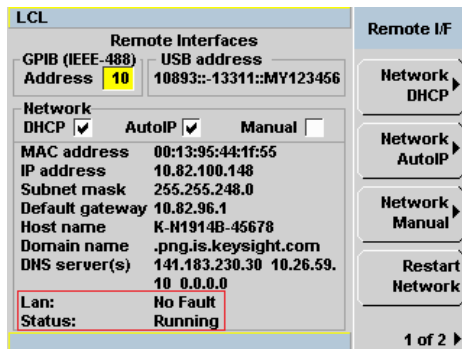 LCL
Remote Interfaces
GPIB (IEEE-488)
Address 10
USB address
10893::-13311::MY123456
Network
DHCP AutoIP Manual
MAC address 00:13:95:44:1f:55
IP address 10.82.100.148
Subnet mask 255.255.248.0
Default gateway 10.82.96.1
Host name K-N1914B-45678
Domain name .png.is.keysight.com
DNS server(s) 141.183.230.30 10.26.59.
10 0.0.0.0
Lan: No Fault
Status: Running
Remote I/F
Network
DHCP
Network
AutoIP
Network
Manual
Restart
Network
1 of 2